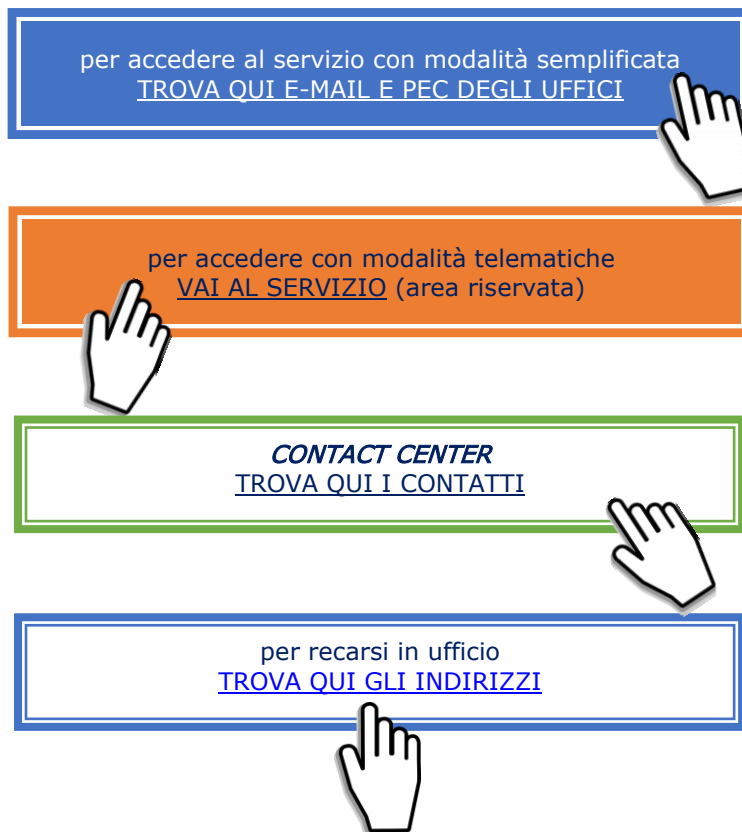 per accedere al servizio con modalità semplificata
TROVA QUI E-MAIL E PEC DEGLI UFFICI
per accedere con modalità telematiche
VAI AL SERVIZIO (area riservata)
CONTACT CENTER
TROVA QUI I CONTATTI
per recarsi in ufficio
TROVA QUI GLI INDIRIZZI